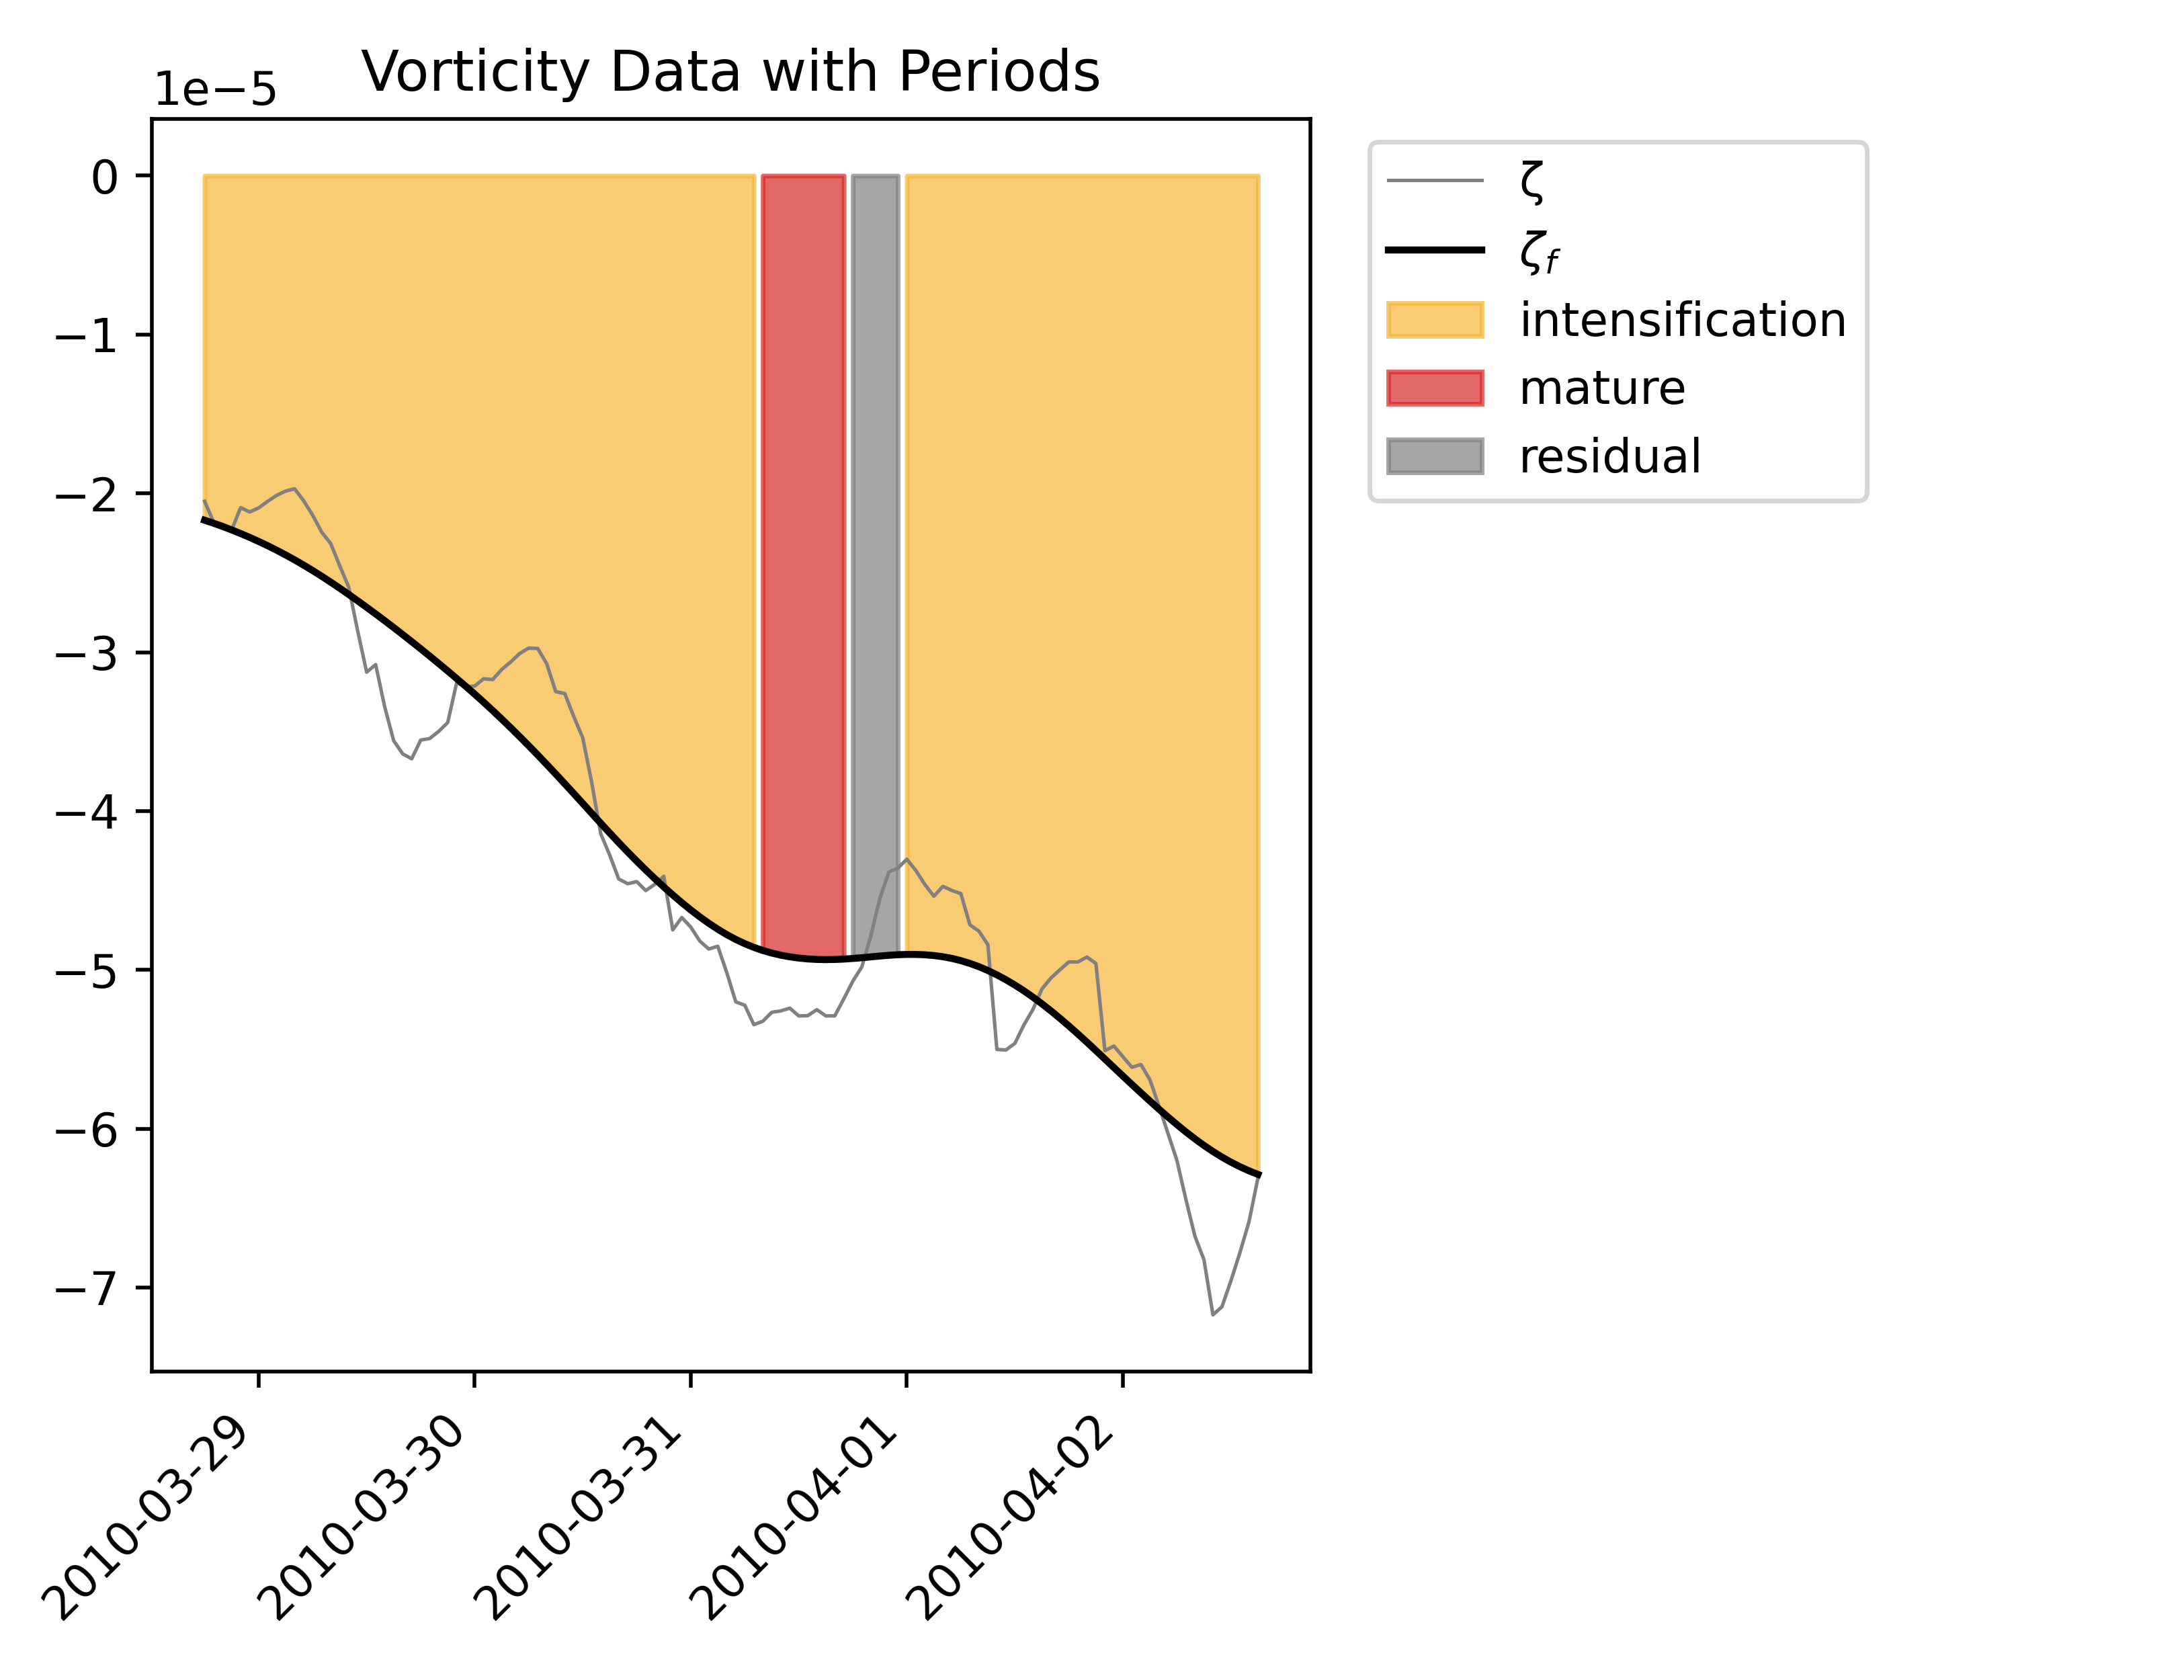 Vorticity Data with Periods
1e−5
0
−1
−2
−3
−4
−5
−6
−7
2010-03-29
2010-03-30
2010-03-31
2010-04-01
2010-04-02
ζ
ζf
intensification
mature
residual